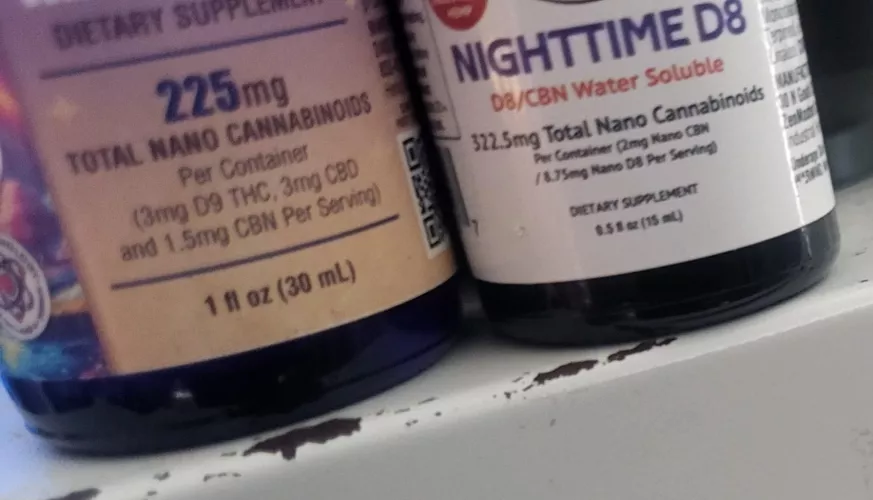 DIETARY SUPPLEMENT
225mg
TOTAL NANO CANNABINOIDS
Per Container
(3mg D9 THC, 3mg CBD
and 1.5mg CBN Per Serving)
1 fl oz (30 mL)
NIGHTTIME D8
D8/CBN Water Soluble
322.5mg Total Nano Cannabinoids
Per Container (2mg Nano CBN
/ 8.75mg Nano D8 Per Serving)
DIETARY SUPPLEMENT
0.5 fl oz (15 mL)
7